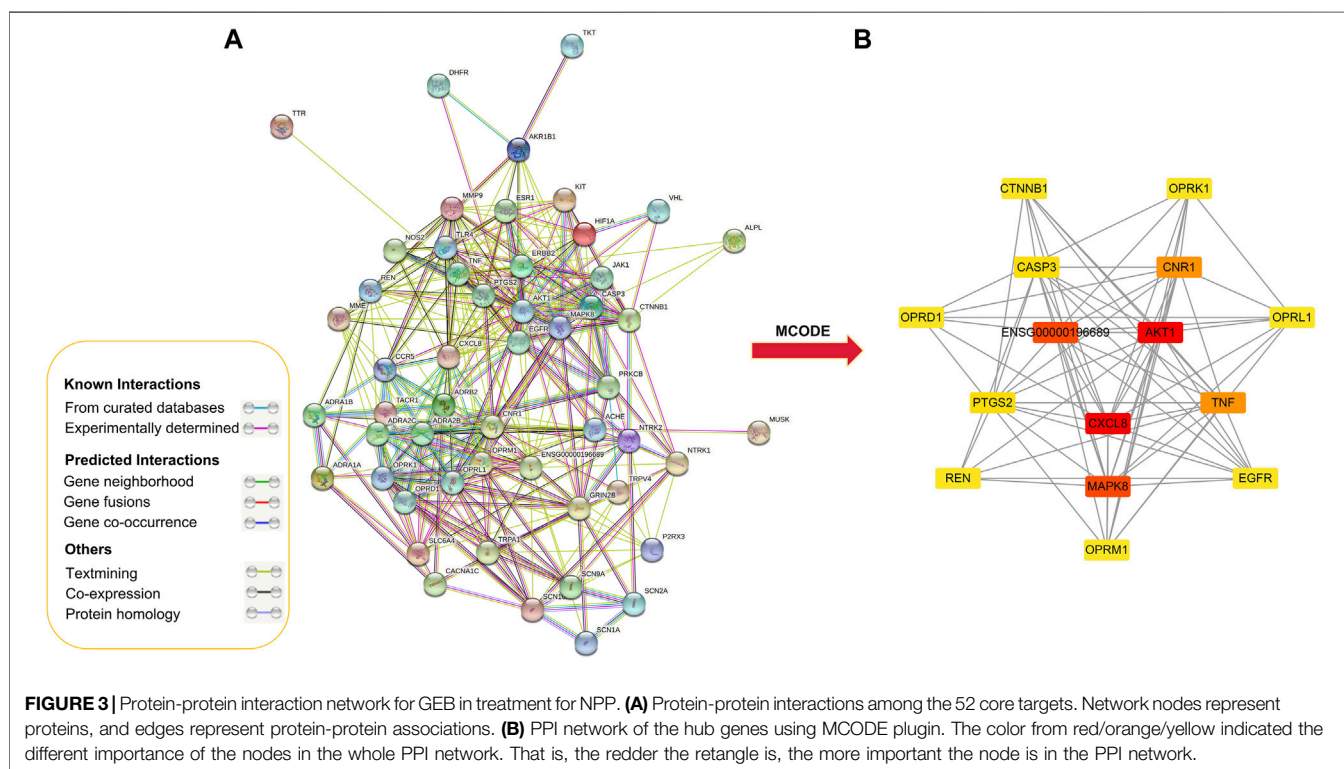 A
B
TKT
DHFR
TTR
AKR1B1
MMP9
KIT
ESR1
VHL
HIF1A
NOS2
TLR4
ALPL
TNF
ERBB2
JAK1
REN
PTGS2
CASP3
AKT1
MME
MAPK8
CTNNB1
EGFR
CXCL8
CCR5
PRKCB
ADRB2
ADRA1B
TACR1
CNR1
ACHE
MUSK
ADRA2C
ADRA2B
NTRK2
OPRM1
ENSG00000196689
NTRK1
ADRA1A
OPRK1
OPRL1
TRPV4
OPRD1
GRIN2B
SLC6A4
TRPA1
P2RX3
CACNA1C
SCN9A
SCN2A
SCN1A
Known Interactions
From curated databases
Experimentally determined
Predicted Interactions
Gene neighborhood
Gene fusions
Gene co-occurrence
Others
Textmining
Co-expression
Protein homology
MCODE
CTNNB1
OPRK1
CASP3
CNR1
OPRD1
ENSG00000196689
AKT1
OPRL1
PTGS2
TNF
CXCL8
REN
MAPK8
EGFR
OPRM1
FIGURE 3 | Protein-protein interaction network for GEB in treatment for NPP. (A) Protein-protein interactions among the 52 core targets. Network nodes represent
proteins, and edges represent protein-protein associations. (B) PPI network of the hub genes using MCODE plugin. The color from red/orange/yellow indicated the
different importance of the nodes in the whole PPI network. That is, the redder the retangle is, the more important the node is in the PPI network.